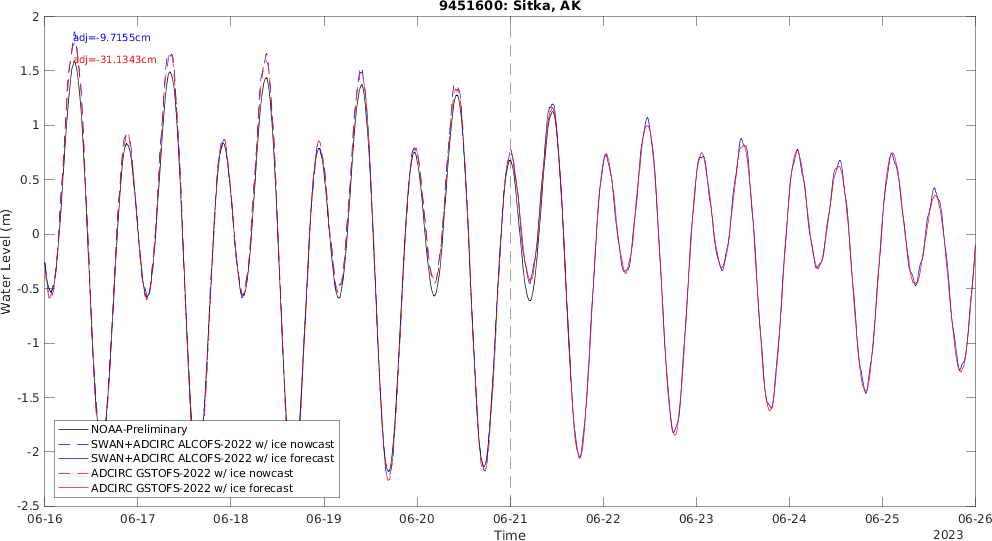 9451600: Sitka, AK
adj=-9.7155cm
adj=-31.1343cm
2
1.5
1
0.5
0
-0.5
-1
-1.5
-2
-2.5
Water Level (m)
NOAA-Preliminary
SWAN+ADCIRC ALCOFS-2022 w/ ice nowcast
SWAN+ADCIRC ALCOFS-2022 w/ ice forecast
ADCIRC GSTOFS-2022 w/ ice nowcast
ADCIRC GSTOFS-2022 w/ ice forecast
06-16 06-17 06-18 06-19 06-20 06-21 06-22 06-23 06-24 06-25 06-26
Time
2023